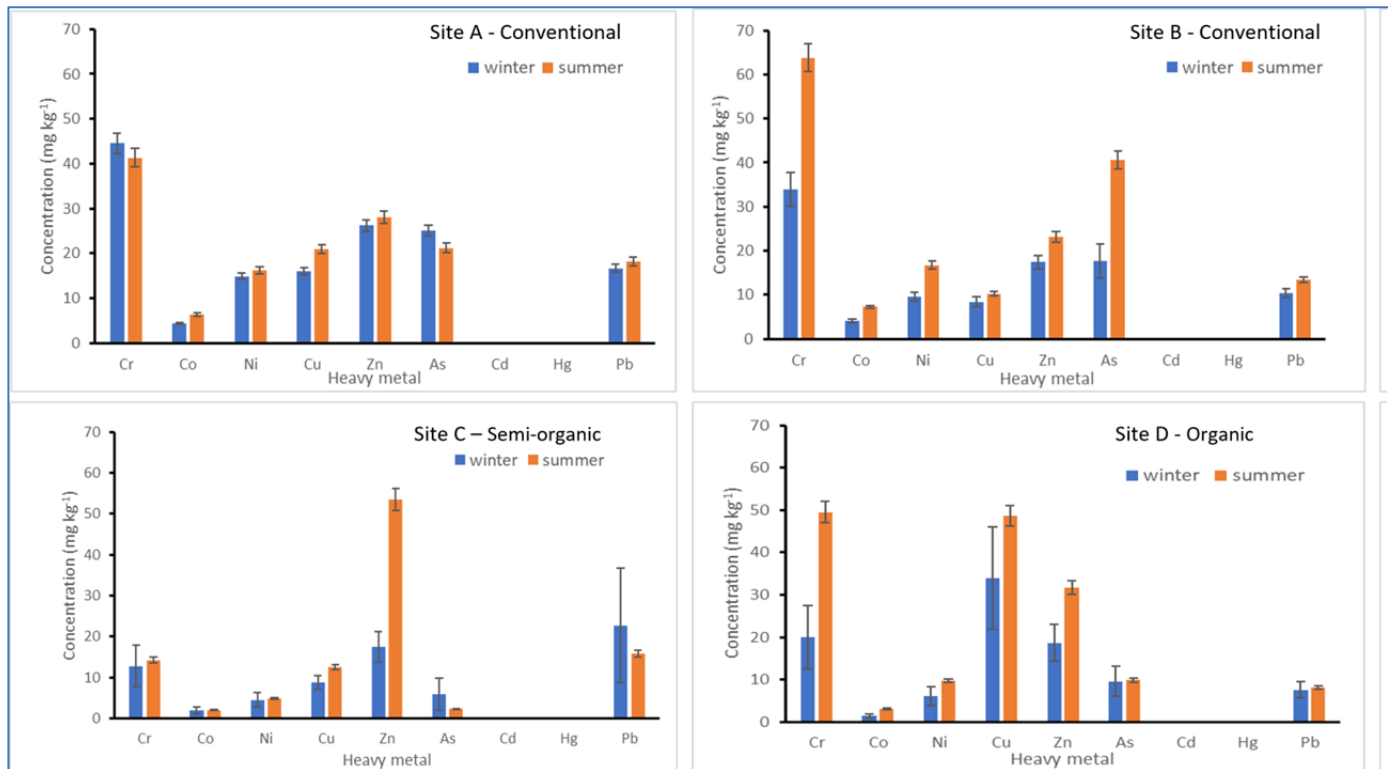 Site A - Conventional
winter summer
Concentration (mg kg-1)
70
60
50
40
30
20
10
0
Cr Co Ni Cu Zn As Cd Hg Pb
Heavy metal
Site B - Conventional
winter summer
Concentration (mg kg-1)
70
60
50
40
30
20
10
0
Cr Co Ni Cu Zn As Cd Hg Pb
Heavy metal
Site C – Semi-organic
winter summer
Concentration (mg kg-1)
70
60
50
40
30
20
10
0
Cr Co Ni Cu Zn As Cd Hg Pb
Heavy metal
Site D - Organic
winter summer
Concentration (mg kg-1)
70
60
50
40
30
20
10
0
Cr Co Ni Cu Zn As Cd Hg Pb
Heavy metal